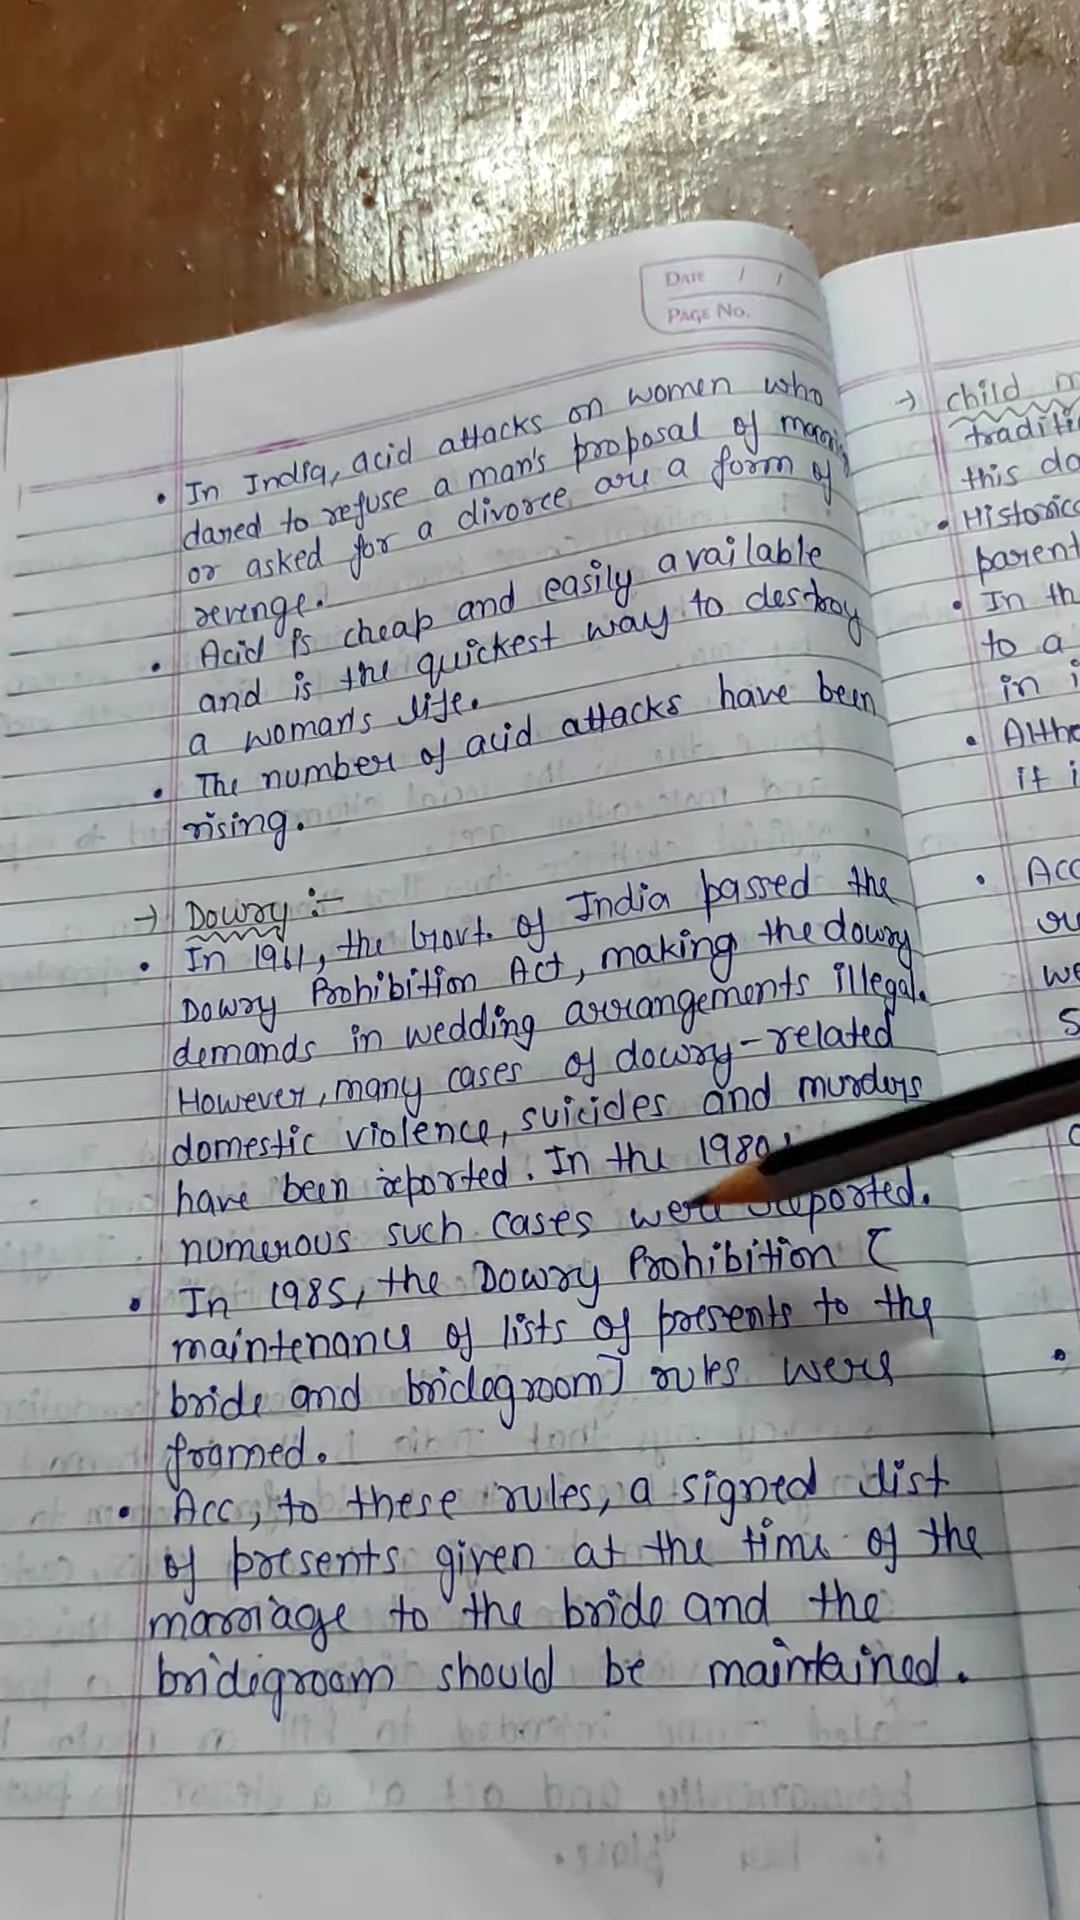 DATE / /
PAGE NO.
• In India, acid attacks on women who
dared to refuse a man's proposal of
or asked for a divorce are a form of
revenge.
• Acid is cheap and easily available
and is the quickest way to destroy
a woman's life.
• The number of acid attacks have been
rising.
→ Dowry :-
• In 1961, the Govt. of India passed the
Dowry Prohibition Act, making the dowry
demands in wedding arrangements illegal.
However, many cases of dowry-related
domestic violence, suicides and murders
have been reported. In the 1980
numerous such cases were reported.
• In 1985, the Dowry Prohibition [
maintenance of lists of presents to the
bride and bridegroom] rules were
framed.
• Acc, to these rules, a signed list
of presents given at the time of the
marriage to the bride and the
bridegroom should be maintained.
→ child
this
• Historic
parent
• In th
to a
in i
• Altho
if i
• Acc
we